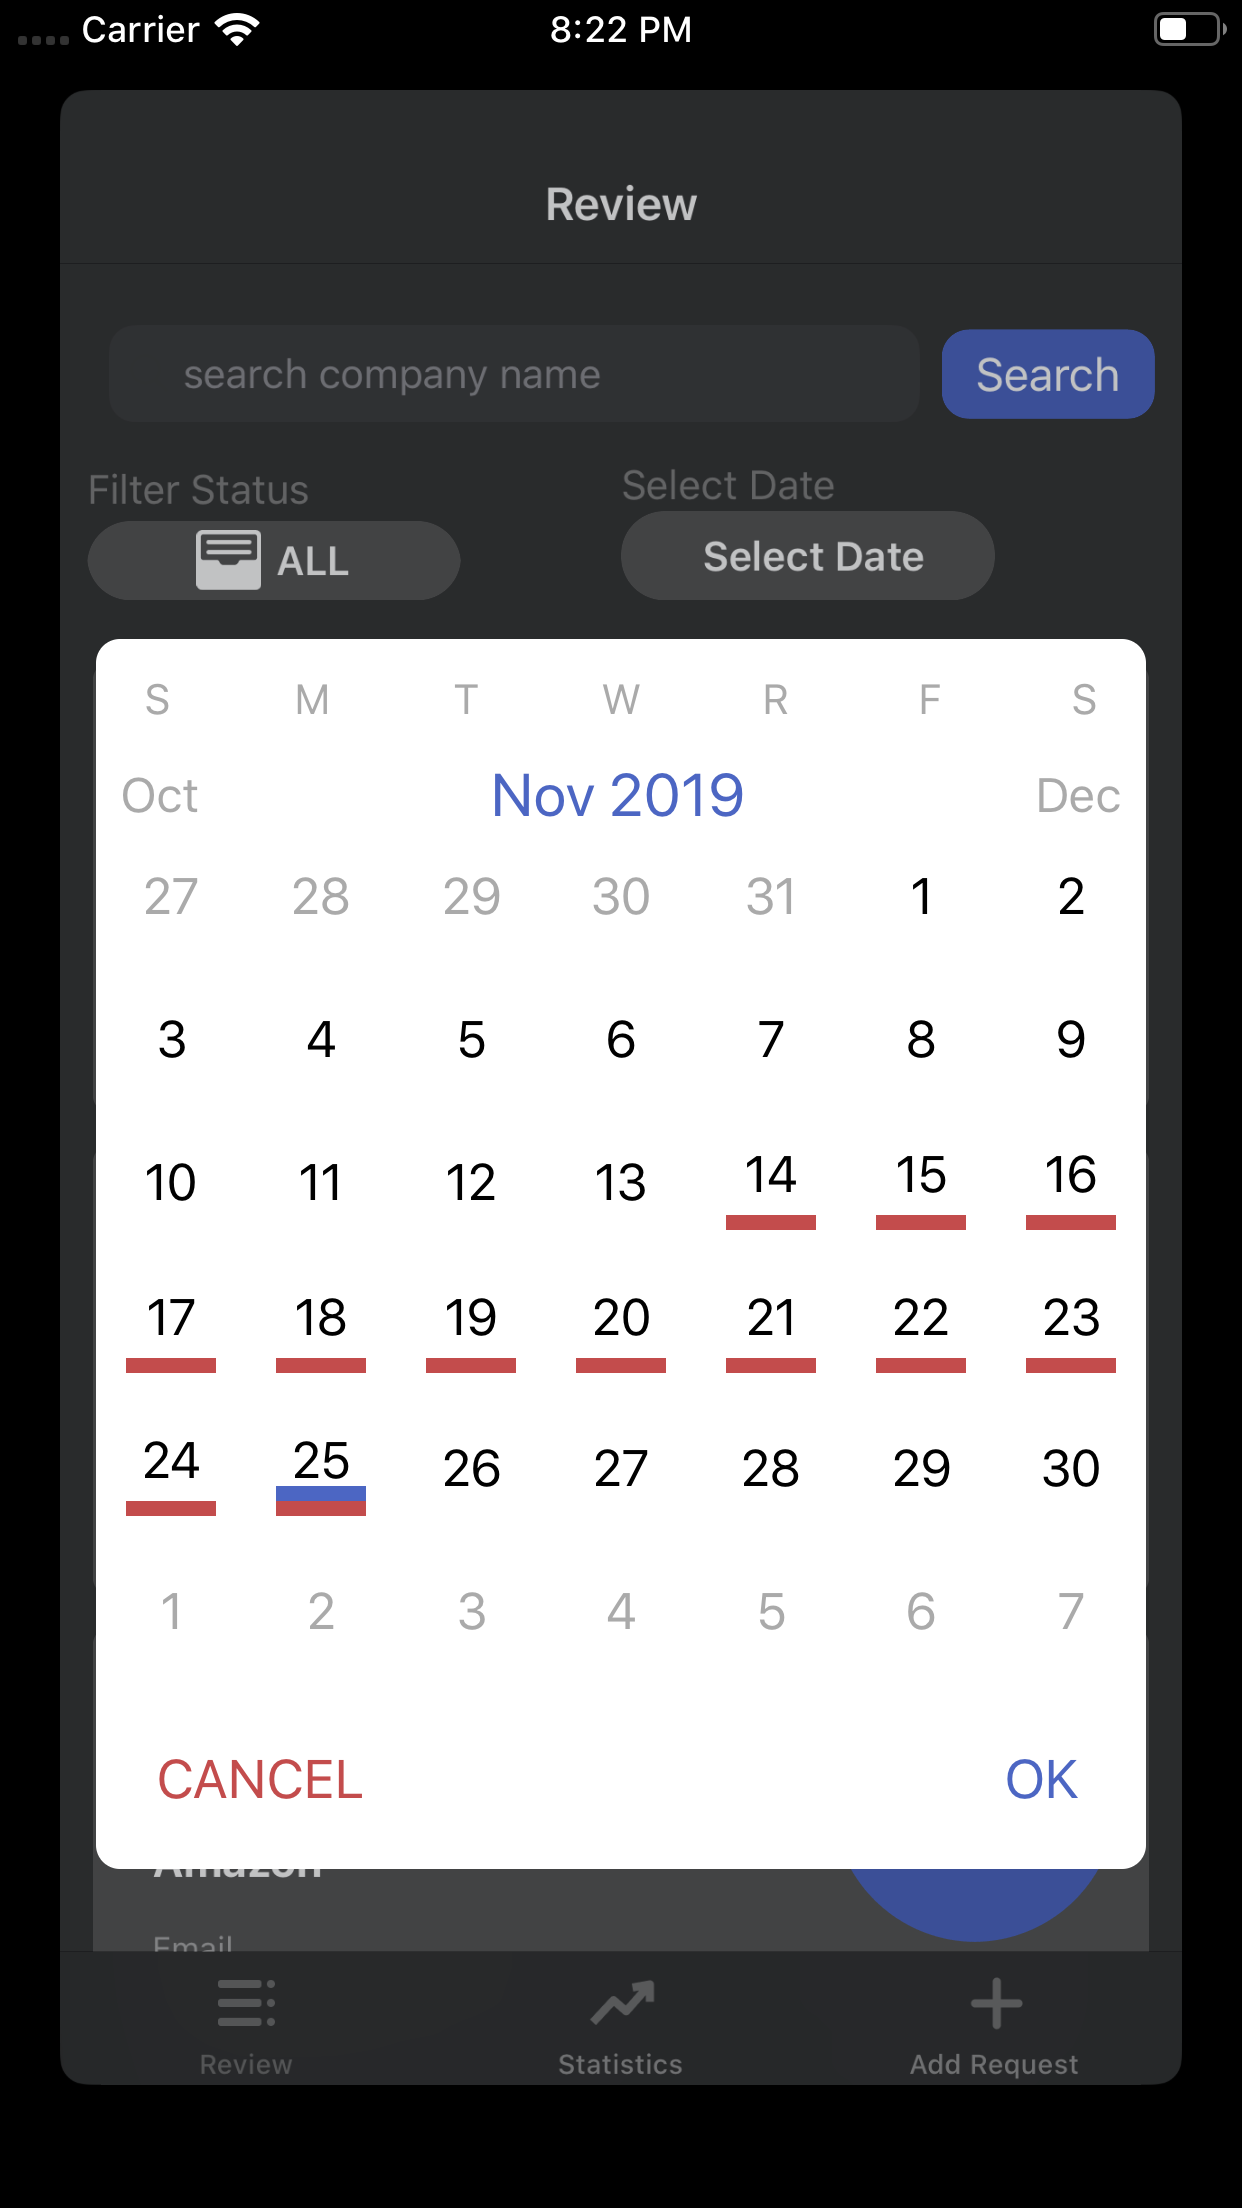 Carrier 8:22 PM
Review
search company name Search
Filter Status Select Date
ALL Select Date
S M T W R F S
Oct Nov 2019 Dec
27 28 29 30 31 1 2
3 4 5 6 7 8 9
10 11 12 13 14 15 16
17 18 19 20 21 22 23
24 25 26 27 28 29 30
1 2 3 4 5 6 7
CANCEL OK
Amazon
Email
Review Statistics Add Request